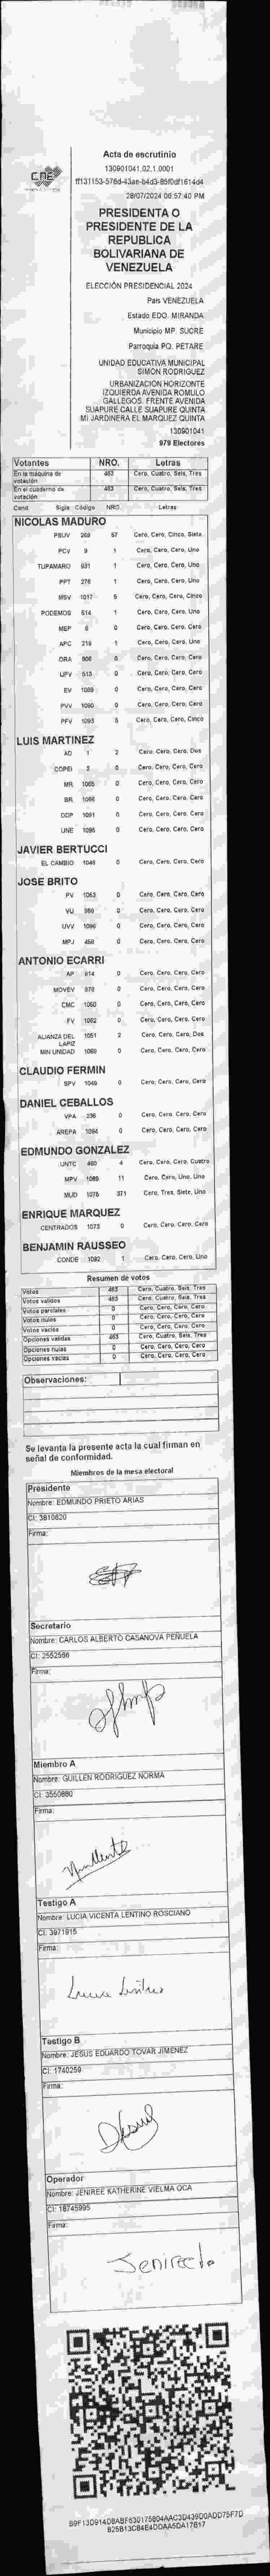 CNE
Acta de escrutinio
130901041.02.1.0001
28/07/2024 06:57:40 PM
PRESIDENTA O
PRESIDENTE DE LA
REPUBLICA
BOLIVARIANA DE
VENEZUELA
ELECCIÓN PRESIDENCIAL 2024
Pais VENEZUELA
Estado EDO. MIRANDA
Municipio MP. SUCRE
Parroquia PQ. PETARE
UNIDAD EDUCATIVA MUNICIPAL
SIMON RODRIGUEZ
URBANIZACIÓN HORIZONTE
IZQUIERDA AVENIDA ROMULO
GALLEGOS. FRENTE AVENIDA
SUAPURE CALLE SUAPURE QUINTA
MI JARDINERA EL MARQUEZ QUINTA
130901041
979 Electores
Votantes NRO. Letras
En la máquina de votación 463 Cero, Cuatro, Seis, Tres
En el cuaderno de votación 463 Cero, Cuatro, Seis, Tres
Cand Sigla Código NRO. Letras
NICOLAS MADURO
PSUV 269 57 Cero, Cero, Cinco, Siete
PCV 9 1 Cero, Cero, Cero, Uno
TUPAMARO 931 1 Cero, Cero, Cero, Uno
PPT 276 1 Cero, Cero, Cero, Uno
MSV 1017 5 Cero, Cero, Cero, Cinco
PODEMOS 514 1 Cero, Cero, Cero, Uno
MEP 6 0 Cero, Cero, Cero, Cero
APC 219 1 Cero, Cero, Cero, Uno
ORA 906 0 Cero, Cero, Cero, Cero
UPV 513 0 Cero, Cero, Cero, Cero
EV 1089 0 Cero, Cero, Cero, Cero
PVV 1090 0 Cero, Cero, Cero, Cero
PFV 1093 5 Cero, Cero, Cero, Cinco
LUIS MARTINEZ
AD 1 2 Cero, Cero, Cero, Dos
COPEI 2 0 Cero, Cero, Cero, Cero
MR 1065 0 Cero, Cero, Cero, Cero
BR 1066 0 Cero, Cero, Cero, Cero
DDP 1091 0 Cero, Cero, Cero, Cero
UNE 1095 0 Cero, Cero, Cero, Cero
JAVIER BERTUCCI
EL CAMBIO 1048 0 Cero, Cero, Cero, Cero
JOSE BRITO
PV 1053 0 Cero, Cero, Cero, Cero
VU 989 0 Cero, Cero, Cero, Cero
UVV 1096 0 Cero, Cero, Cero, Cero
MPJ 458 0 Cero, Cero, Cero, Cero
ANTONIO ECARRI
AP 914 0 Cero, Cero, Cero, Cero
MOVEV 970 0 Cero, Cero, Cero, Cero
CMC 1050 0 Cero, Cero, Cero, Cero
FV 1082 0 Cero, Cero, Cero, Cero
ALIANZA DEL LAPIZ 1051 2 Cero, Cero, Cero, Dos
MIN UNIDAD 1069 0 Cero, Cero, Cero, Cero
CLAUDIO FERMIN
SPV 1049 0 Cero, Cero, Cero, Cero
DANIEL CEBALLOS
VPA 236 0 Cero, Cero, Cero, Cero
AREPA 1094 0 Cero, Cero, Cero, Cero
EDMUNDO GONZALEZ
UNTC 460 4 Cero, Cero, Cero, Cuatro
MPV 1069 11 Cero, Cero, Uno, Uno
MUD 1075 371 Cero, Tres, Siete, Uno
ENRIQUE MARQUEZ
CENTRADOS 1073 0 Cero, Cero, Cero, Cero
BENJAMIN RAUSSEO
CONDE 1092 1 Cero, Cero, Cero, Uno
Resumen de votos
Votos 463 Cero, Cuatro, Seis, Tres
Votos validos 463 Cero, Cuatro, Seis, Tres
Votos parciales 0 Cero, Cero, Cero, Cero
Votos nulos 0 Cero, Cero, Cero, Cero
Votos vacios 0 Cero, Cero, Cero, Cero
Opciones validas 463 Cero, Cuatro, Seis, Tres
Opciones nulas 0 Cero, Cero, Cero, Cero
Opciones vacias 0 Cero, Cero, Cero, Cero
Observaciones:
Se levanta la presente acta la cual firman en
señal de conformidad.
Miembros de la mesa electoral
Presidente
Nombre: EDMUNDO PRIETO ARIAS
CI: 3810620
Firma:
Secretario
Nombre: CARLOS ALBERTO CASANOVA PEÑUELA
CI: 2552566
Firma:
Miembro A
Nombre: GUILLEN RODRIGUEZ NORMA
CI: 3550880
Firma:
Testigo A
Nombre: LUCIA VICENTA LENTINO ROSCIANO
CI: 3971915
Firma:
Testigo B
Nombre: JESUS EDUARDO TOVAR JIMENEZ
CI: 1740259
Firma:
Operador
Nombre: JENIREE KATHERINE VIELMA OCA
CI: 18745995
Firma: